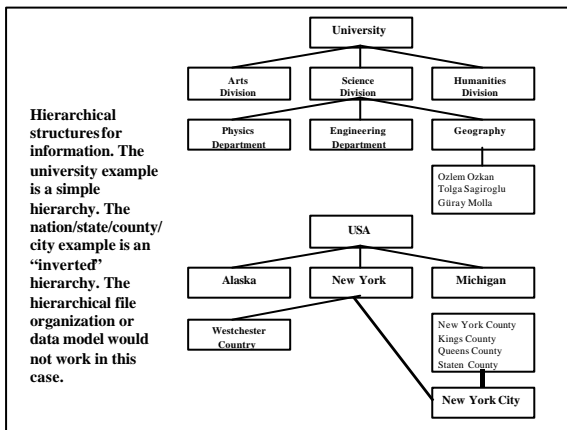 University
Arts
Division
Science
Division
Humanities
Division
Physics
Department
Engineering
Department
Geography
Ozlem Ozkan
Tolga Sagiroglu
Güray Molla
Hierarchical
structures for
information. The
university example
is a simple
hierarchy. The
nation/state/county/
city example is an
“inverted”
hierarchy. The
hierarchical file
organization or
data model would
not work in this
case.
USA
Alaska
New York
Michigan
Westchester
Country
New York County
Kings County
Queens County
Staten County
New York City